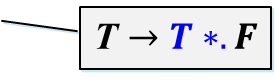 T → T *. F